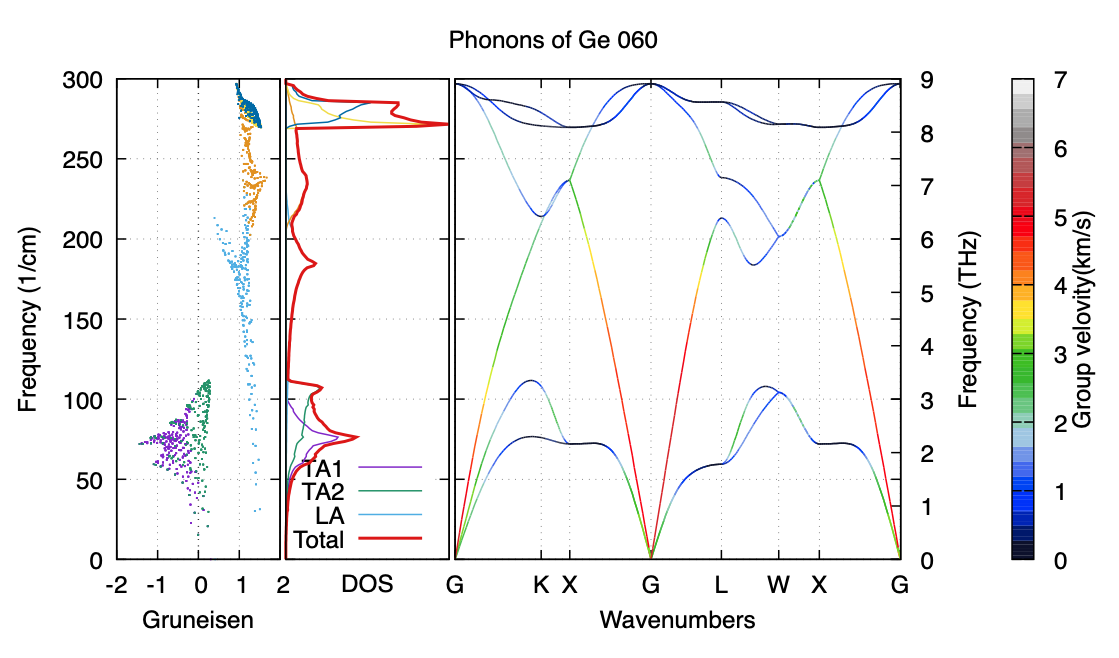 Phonons of Ge 060
300
250
200
150
100
50
0
Frequency (1/cm)
-2 -1 0 1 2
Gruneisen
TA1
TA2
LA
Total
DOS
G K X G L W X G
Wavenumbers
9
8
7
6
5
4
3
2
1
0
Frequency (THz)
7
6
5
4
3
2
1
0
Group velovity(km/s)